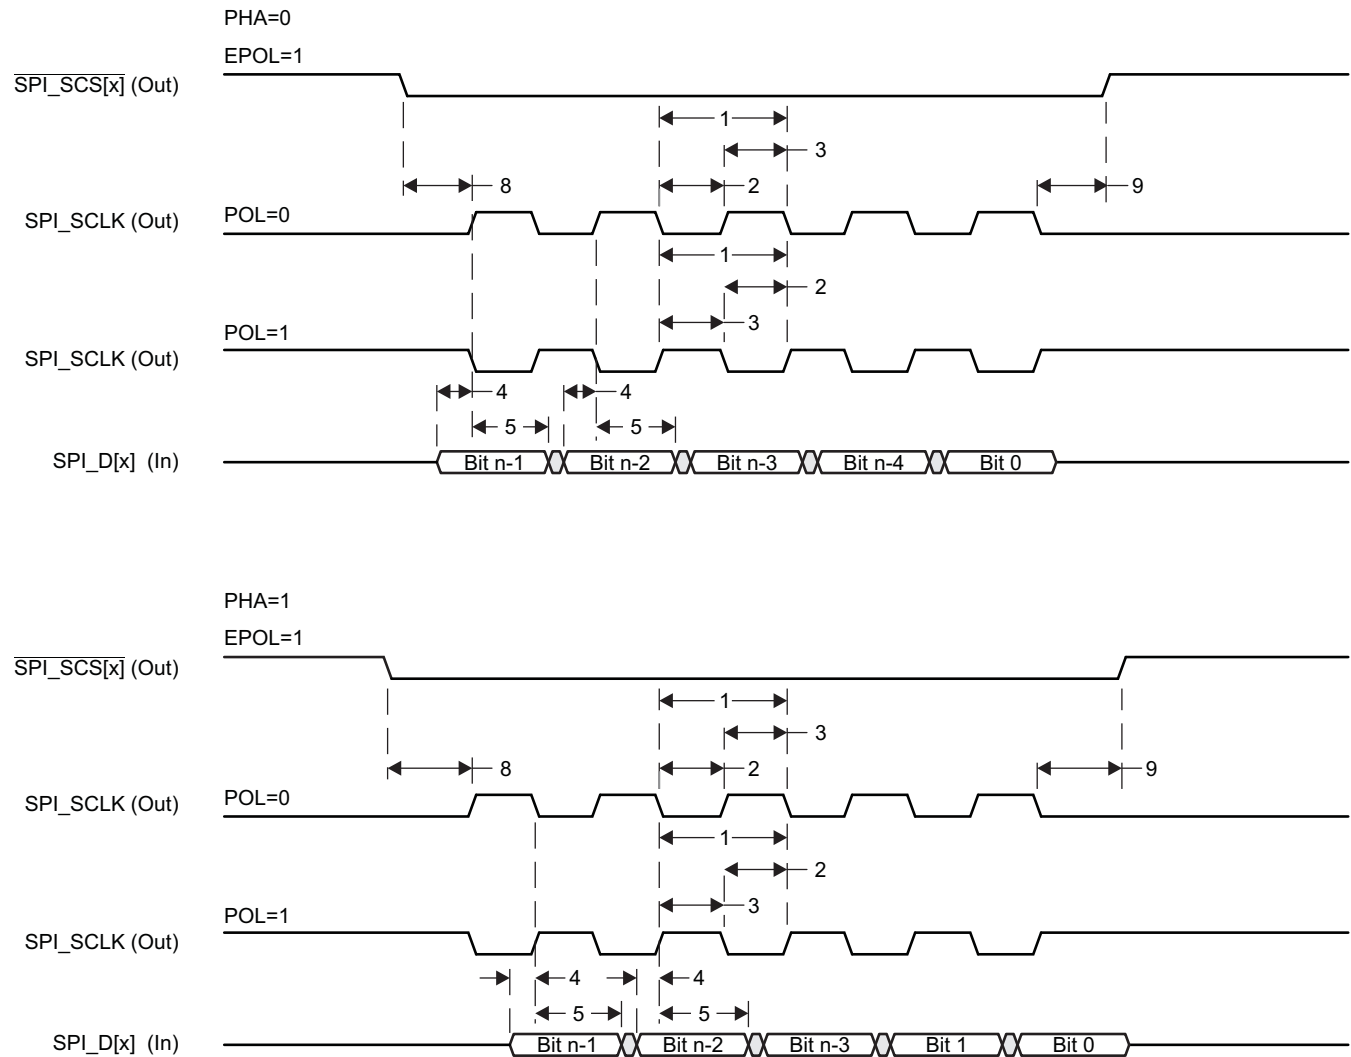 PHA=0
EPOL=1
SPI_SCS[x] (Out)
1
3
8
2
9
SPI_SCLK (Out)
POL=0
1
2
3
POL=1
SPI_SCLK (Out)
4
4
5
5
SPI_D[x] (In)
Bit n-1
Bit n-2
Bit n-3
Bit n-4
Bit 0
PHA=1
EPOL=1
SPI_SCS[x] (Out)
1
3
8
2
9
SPI_SCLK (Out)
POL=0
1
2
3
POL=1
SPI_SCLK (Out)
4
4
5
5
SPI_D[x] (In)
Bit n-1
Bit n-2
Bit n-3
Bit 1
Bit 0